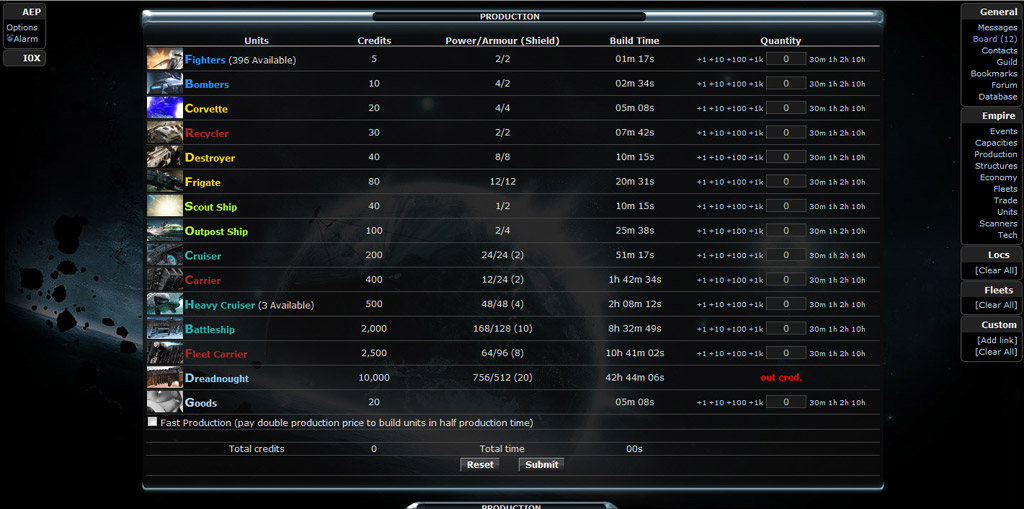 AEP
Options
Alarm
IOX
PRODUCTION
Units Credits Power/Armour (Shield) Build Time Quantity
Fighters (396 Available) 5 2/2 01m 17s +1 +10 +100 +1k 0 30m 1h 2h 10h
Bombers 10 4/2 02m 34s +1 +10 +100 +1k 0 30m 1h 2h 10h
Corvette 20 4/4 05m 08s +1 +10 +100 +1k 0 30m 1h 2h 10h
Recycler 30 2/2 07m 42s +1 +10 +100 +1k 0 30m 1h 2h 10h
Destroyer 40 8/8 10m 15s +1 +10 +100 +1k 0 30m 1h 2h 10h
Frigate 80 12/12 20m 31s +1 +10 +100 +1k 0 30m 1h 2h 10h
Scout Ship 40 1/2 10m 15s +1 +10 +100 +1k 0 30m 1h 2h 10h
Outpost Ship 100 2/4 25m 38s +1 +10 +100 +1k 0 30m 1h 2h 10h
Cruiser 200 24/24 (2) 51m 17s +1 +10 +100 +1k 0 30m 1h 2h 10h
Carrier 400 12/24 (2) 1h 42m 34s +1 +10 +100 +1k 0 30m 1h 2h 10h
Heavy Cruiser (3 Available) 500 48/48 (4) 2h 08m 12s +1 +10 +100 +1k 0 30m 1h 2h 10h
Battleship 2,000 168/128 (10) 8h 32m 49s +1 +10 +100 +1k 0 30m 1h 2h 10h
Fleet Carrier 2,500 64/96 (8) 10h 41m 02s +1 +10 +100 +1k 0 30m 1h 2h 10h
Dreadnought 10,000 756/512 (20) 42h 44m 06s out cred.
Goods 20 05m 08s +1 +10 +100 +1k 0 30m 1h 2h 10h
Fast Production (pay double production price to build units in half production time)
Total credits 0 Total time 00s
Reset Submit
PRODUCTION
General
Messages
Board (12)
Contacts
Guild
Bookmarks
Forum
Database
Empire
Events
Capacities
Production
Structures
Economy
Fleets
Trade
Units
Scanners
Tech
Locs
[Clear All]
Fleets
[Clear All]
Custom
[Add link]
[Clear All]